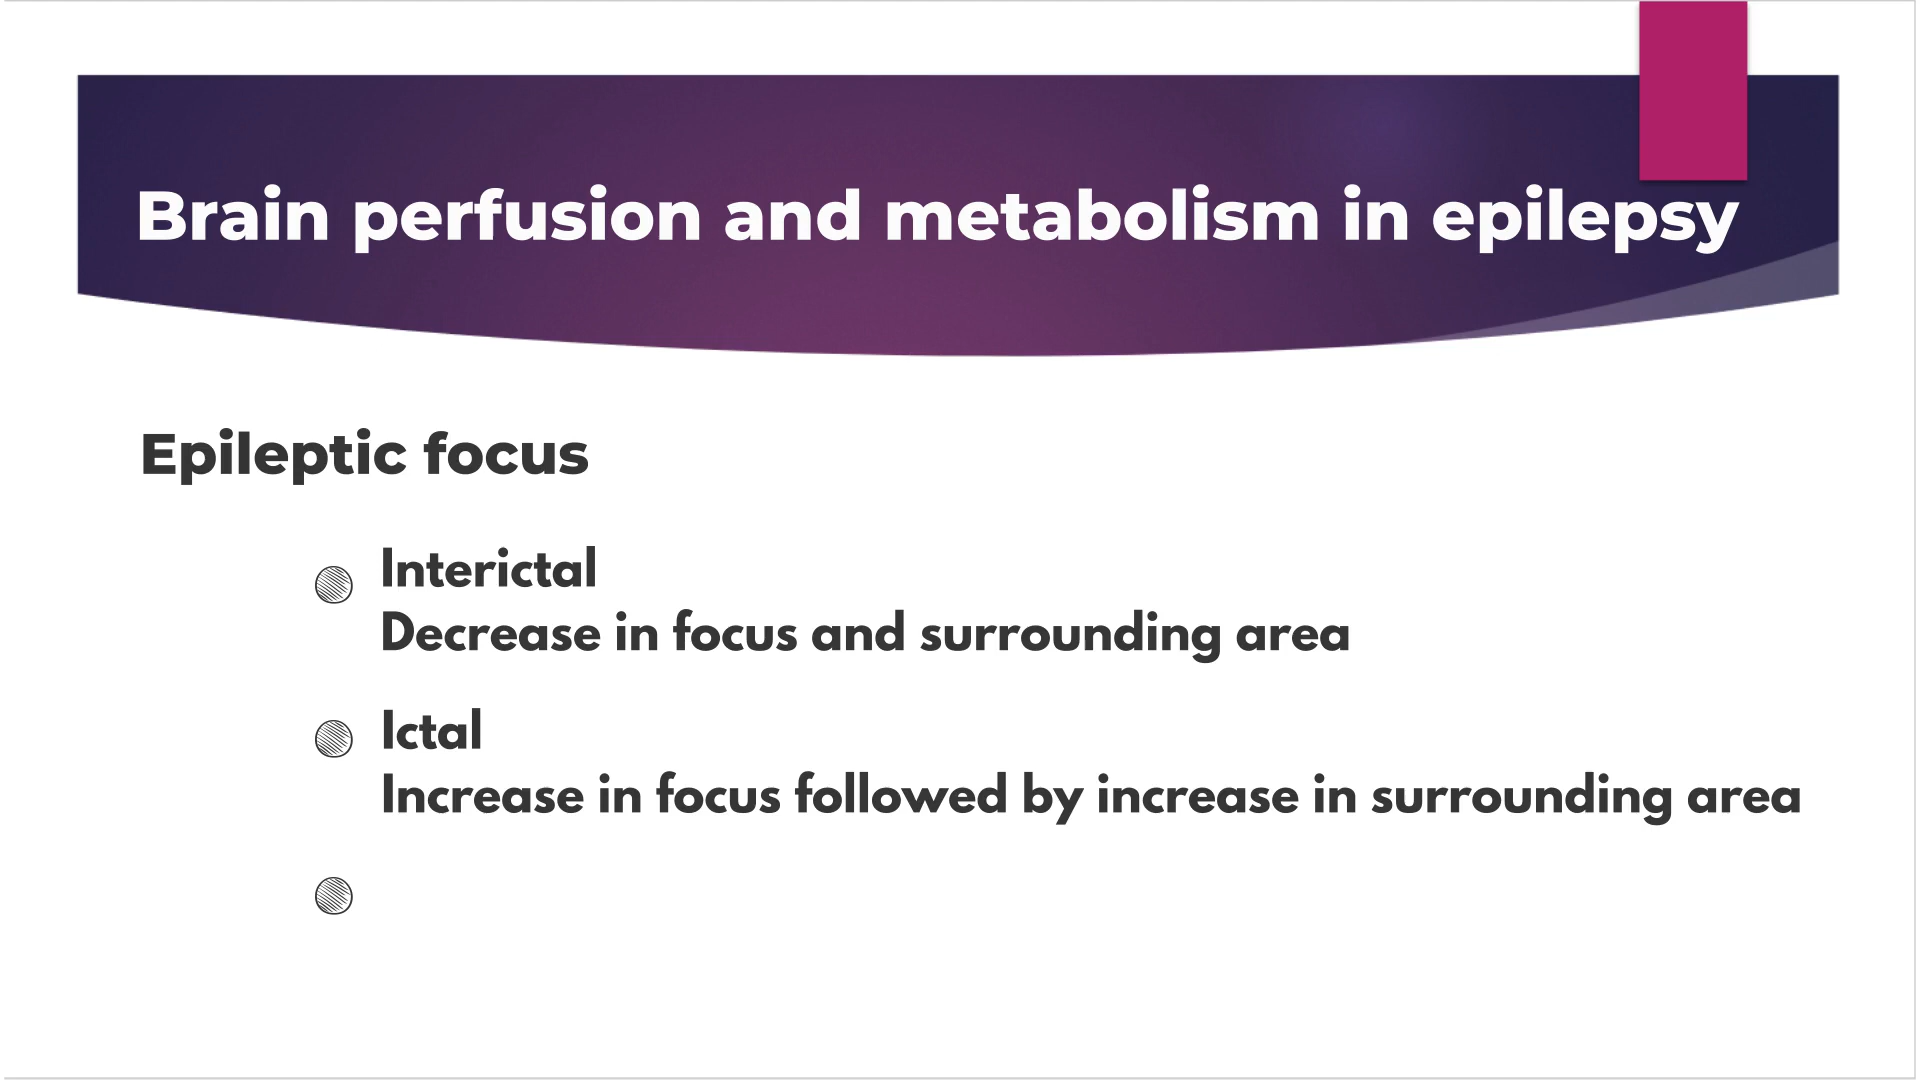 Brain perfusion and metabolism in epilepsy
Epileptic focus
Interictal
Decrease in focus and surrounding area
Ictal
Increase in focus followed by increase in surrounding area